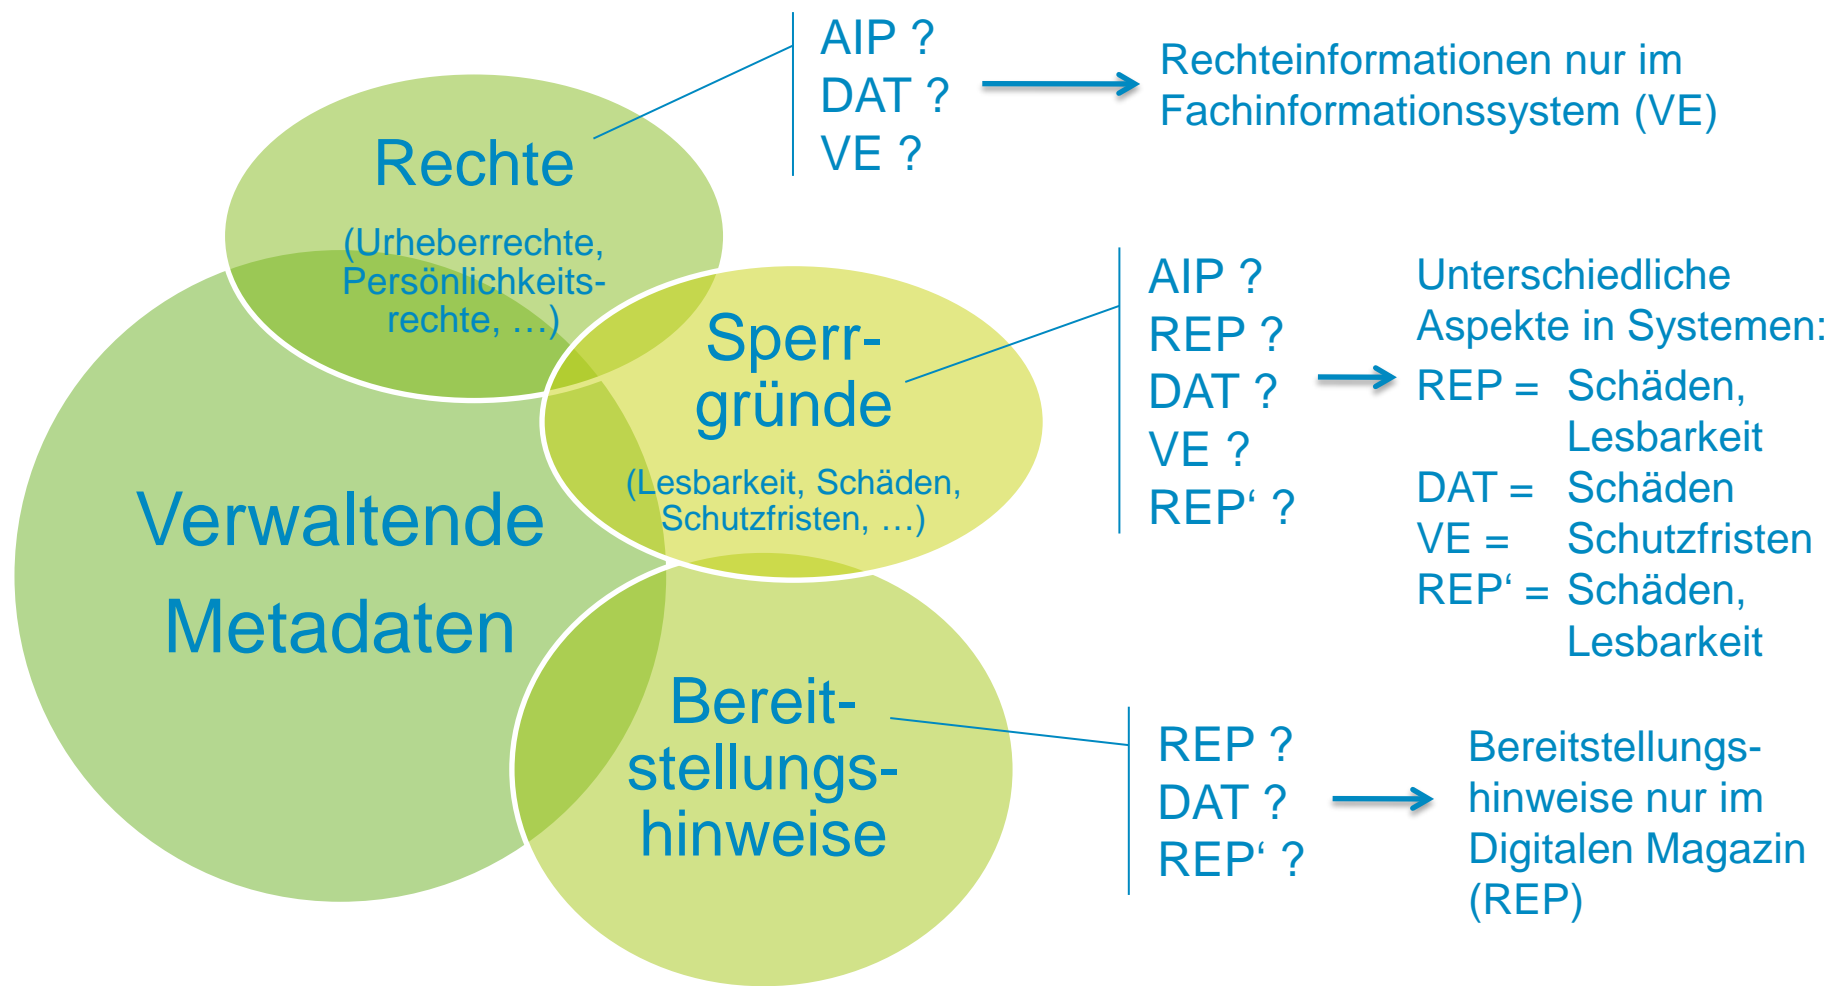 AIP ?
DAT ?
VE ?
Rechteinformationen nur im
Fachinformationssystem (VE)
Rechte
(Urheberrechte,
Persönlichkeits-
rechte, …)
Sperr-
gründe
(Lesbarkeit, Schäden,
Schutzfristen, …)
AIP ?
REP ?
DAT ?
VE ?
REP‘ ?
Unterschiedliche
Aspekte in Systemen:
REP = Schäden,
Lesbarkeit
DAT = Schäden
VE = Schutzfristen
REP‘ = Schäden,
Lesbarkeit
Verwaltende
Metadaten
Bereit-
stellungs-
hinweise
REP ?
DAT ?
REP‘ ?
Bereitstellungs-
hinweise nur im
Digitalen Magazin
(REP)